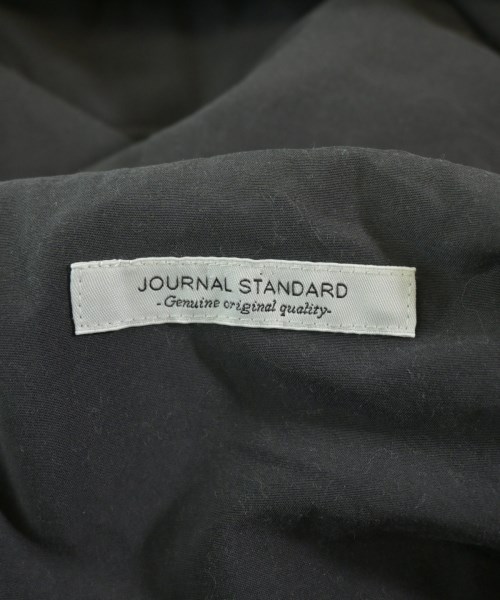 JOURNAL STANDARD
-Genuine original quality-